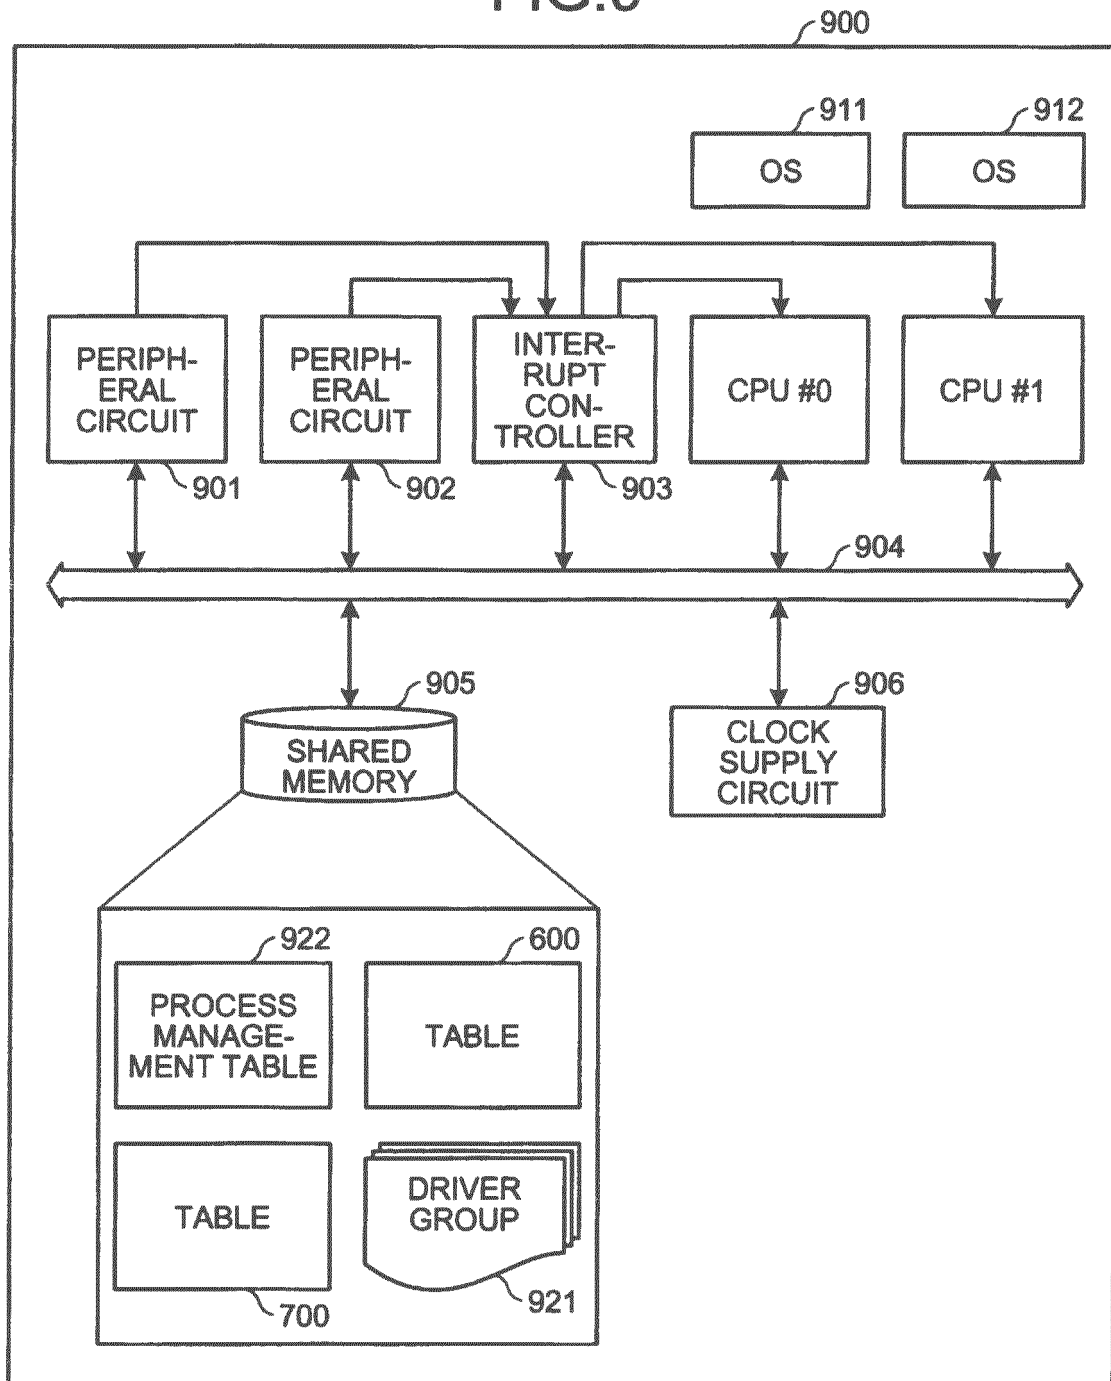 900
911
912
OS
OS
PERIPH-
ERAL
CIRCUIT
PERIPH-
ERAL
CIRCUIT
INTER-
RUPT
CON-
TROLLER
CPU #0
CPU #1
901
902
903
904
905
906
SHARED
MEMORY
CLOCK
SUPPLY
CIRCUIT
922
600
PROCESS
MANAGE-
MENT TABLE
TABLE
TABLE
DRIVER
GROUP
700
921